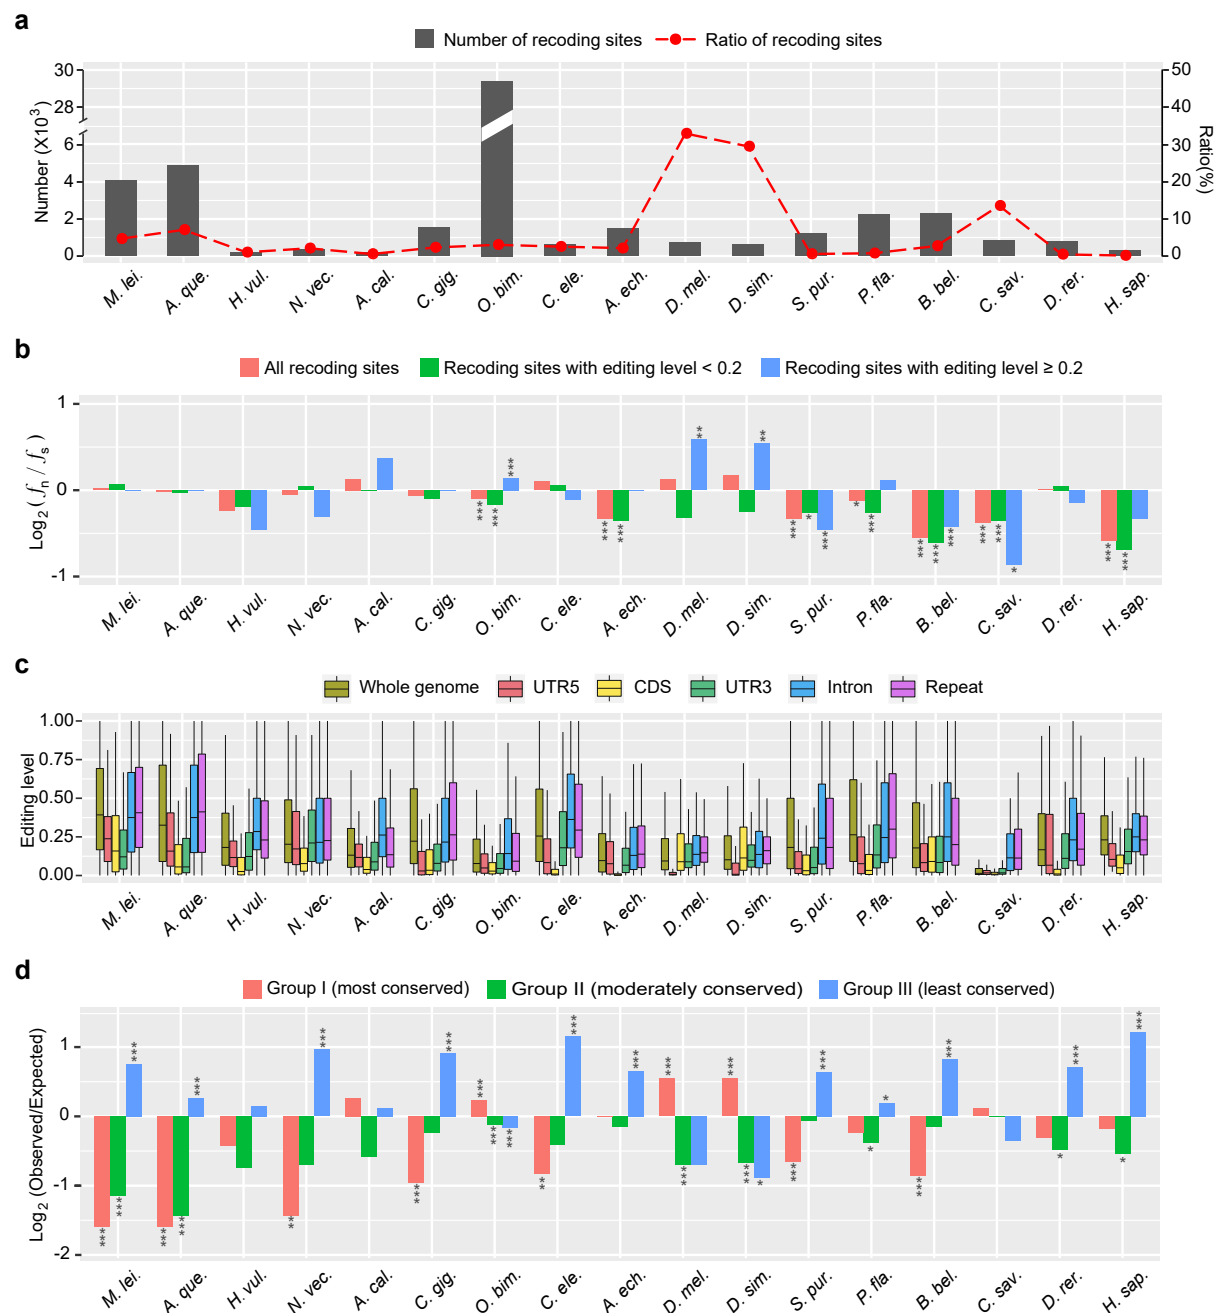 a
Number of recoding sites Ratio of recoding sites
30 50
28 40
6 30
4 20
2 10
0 0
Number (X10³)
Ratio(%)
M. lei. A. que. H. vul. N. vec. A. cal. C. gig. O. bim. C. ele. A. ech. D. mel. D. sim. S. pur. P. fla. B. bel. C. sav. D. rer. H. sap.
b
All recoding sites Recoding sites with editing level < 0.2 Recoding sites with editing level ≥ 0.2
1
0
-1
Log₂ (fₙ / fₛ)
** **
***
*** *** *** *** *** * *** * *** *** *** *** *** *** * *** ***
M. lei. A. que. H. vul. N. vec. A. cal. C. gig. O. bim. C. ele. A. ech. D. mel. D. sim. S. pur. P. fla. B. bel. C. sav. D. rer. H. sap.
c
Whole genome UTR5 CDS UTR3 Intron Repeat
1.00
0.75
0.50
0.25
0.00
Editing level
M. lei. A. que. H. vul. N. vec. A. cal. C. gig. O. bim. C. ele. A. ech. D. mel. D. sim. S. pur. P. fla. B. bel. C. sav. D. rer. H. sap.
d
Group I (most conserved) Group II (moderately conserved) Group III (least conserved)
1
0
-1
-2
Log₂ (Observed/Expected)
*** *** *** *** *** *** *** *** *** *** * *** *** ***
*** *** *** *** ** *** *** *** ** *** *** * *** * *** * *
M. lei. A. que. H. vul. N. vec. A. cal. C. gig. O. bim. C. ele. A. ech. D. mel. D. sim. S. pur. P. fla. B. bel. C. sav. D. rer. H. sap.